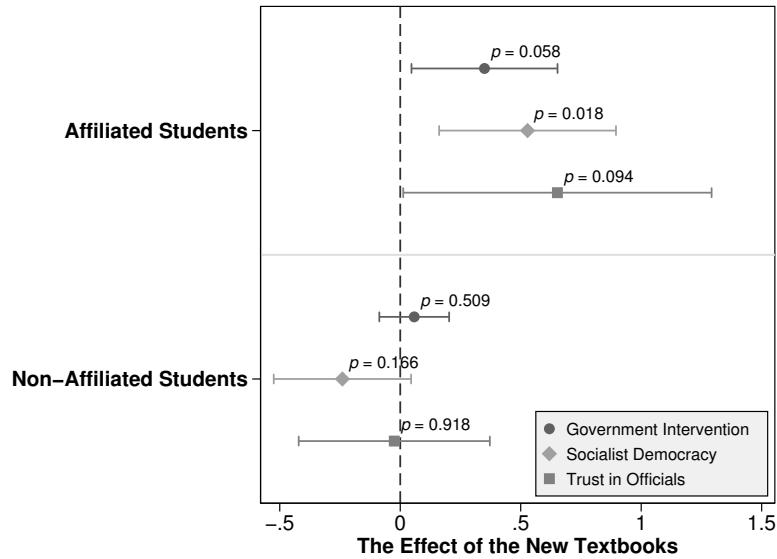 p = 0.058
Affiliated Students
p = 0.018
p = 0.094
p = 0.509
Non−Affiliated Students
p = 0.166
p = 0.918
Government Intervention
Socialist Democracy
Trust in Officials
−.5 0 .5 1 1.5
The Effect of the New Textbooks